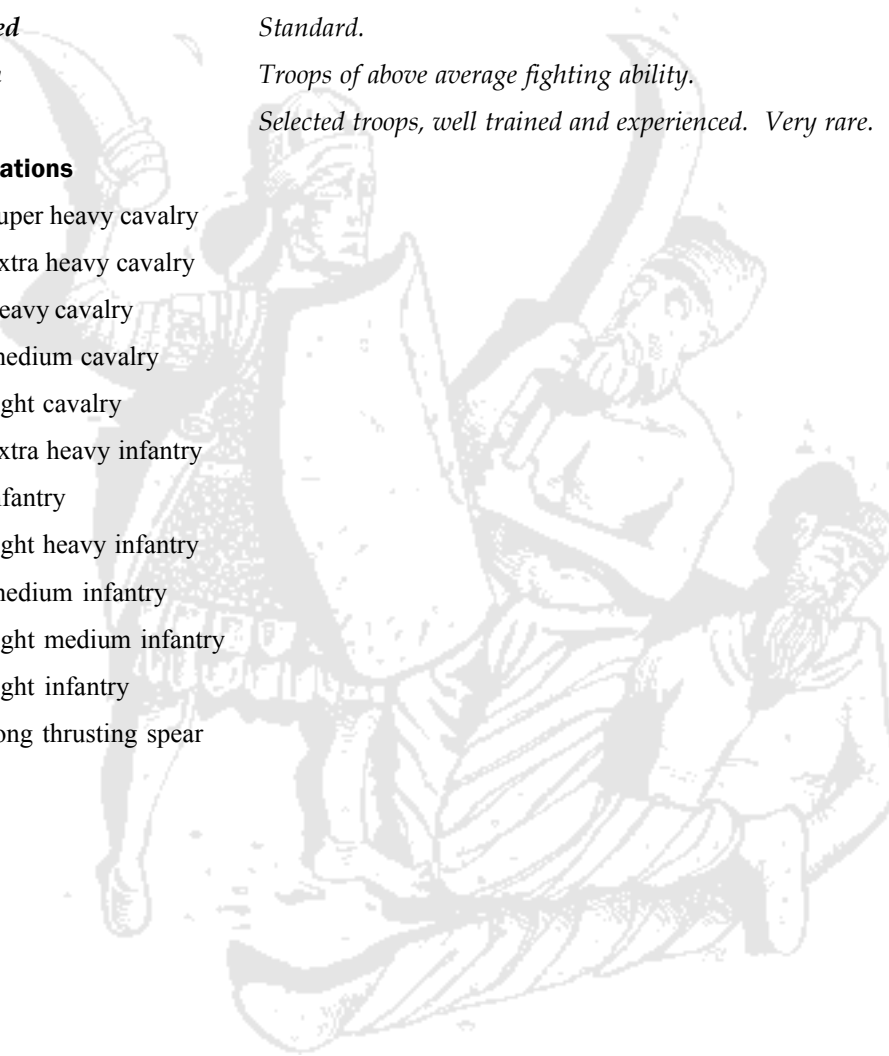 ed Standard.
Troops of above average fighting ability.
Selected troops, well trained and experienced. Very rare.
ations
uper heavy cavalry
xtra heavy cavalry
eavy cavalry
medium cavalry
ght cavalry
xtra heavy infantry
nfantry
ght heavy infantry
medium infantry
ght medium infantry
ght infantry
ong thrusting spear